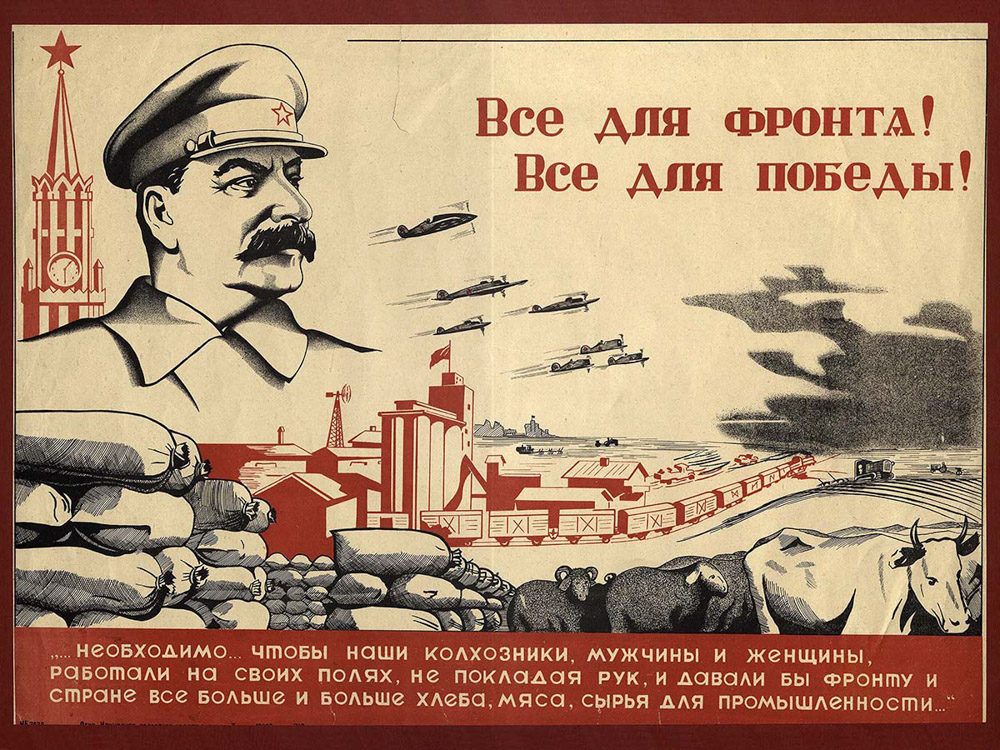 Все для фронта!
Все для победы!
„...необходимо... чтобы наши колхозники, мужчины и женщины,
работали на своих полях, не покладая рук, и давали бы фронту и
стране все больше и больше хлеба, мяса, сырья для промышленности...“